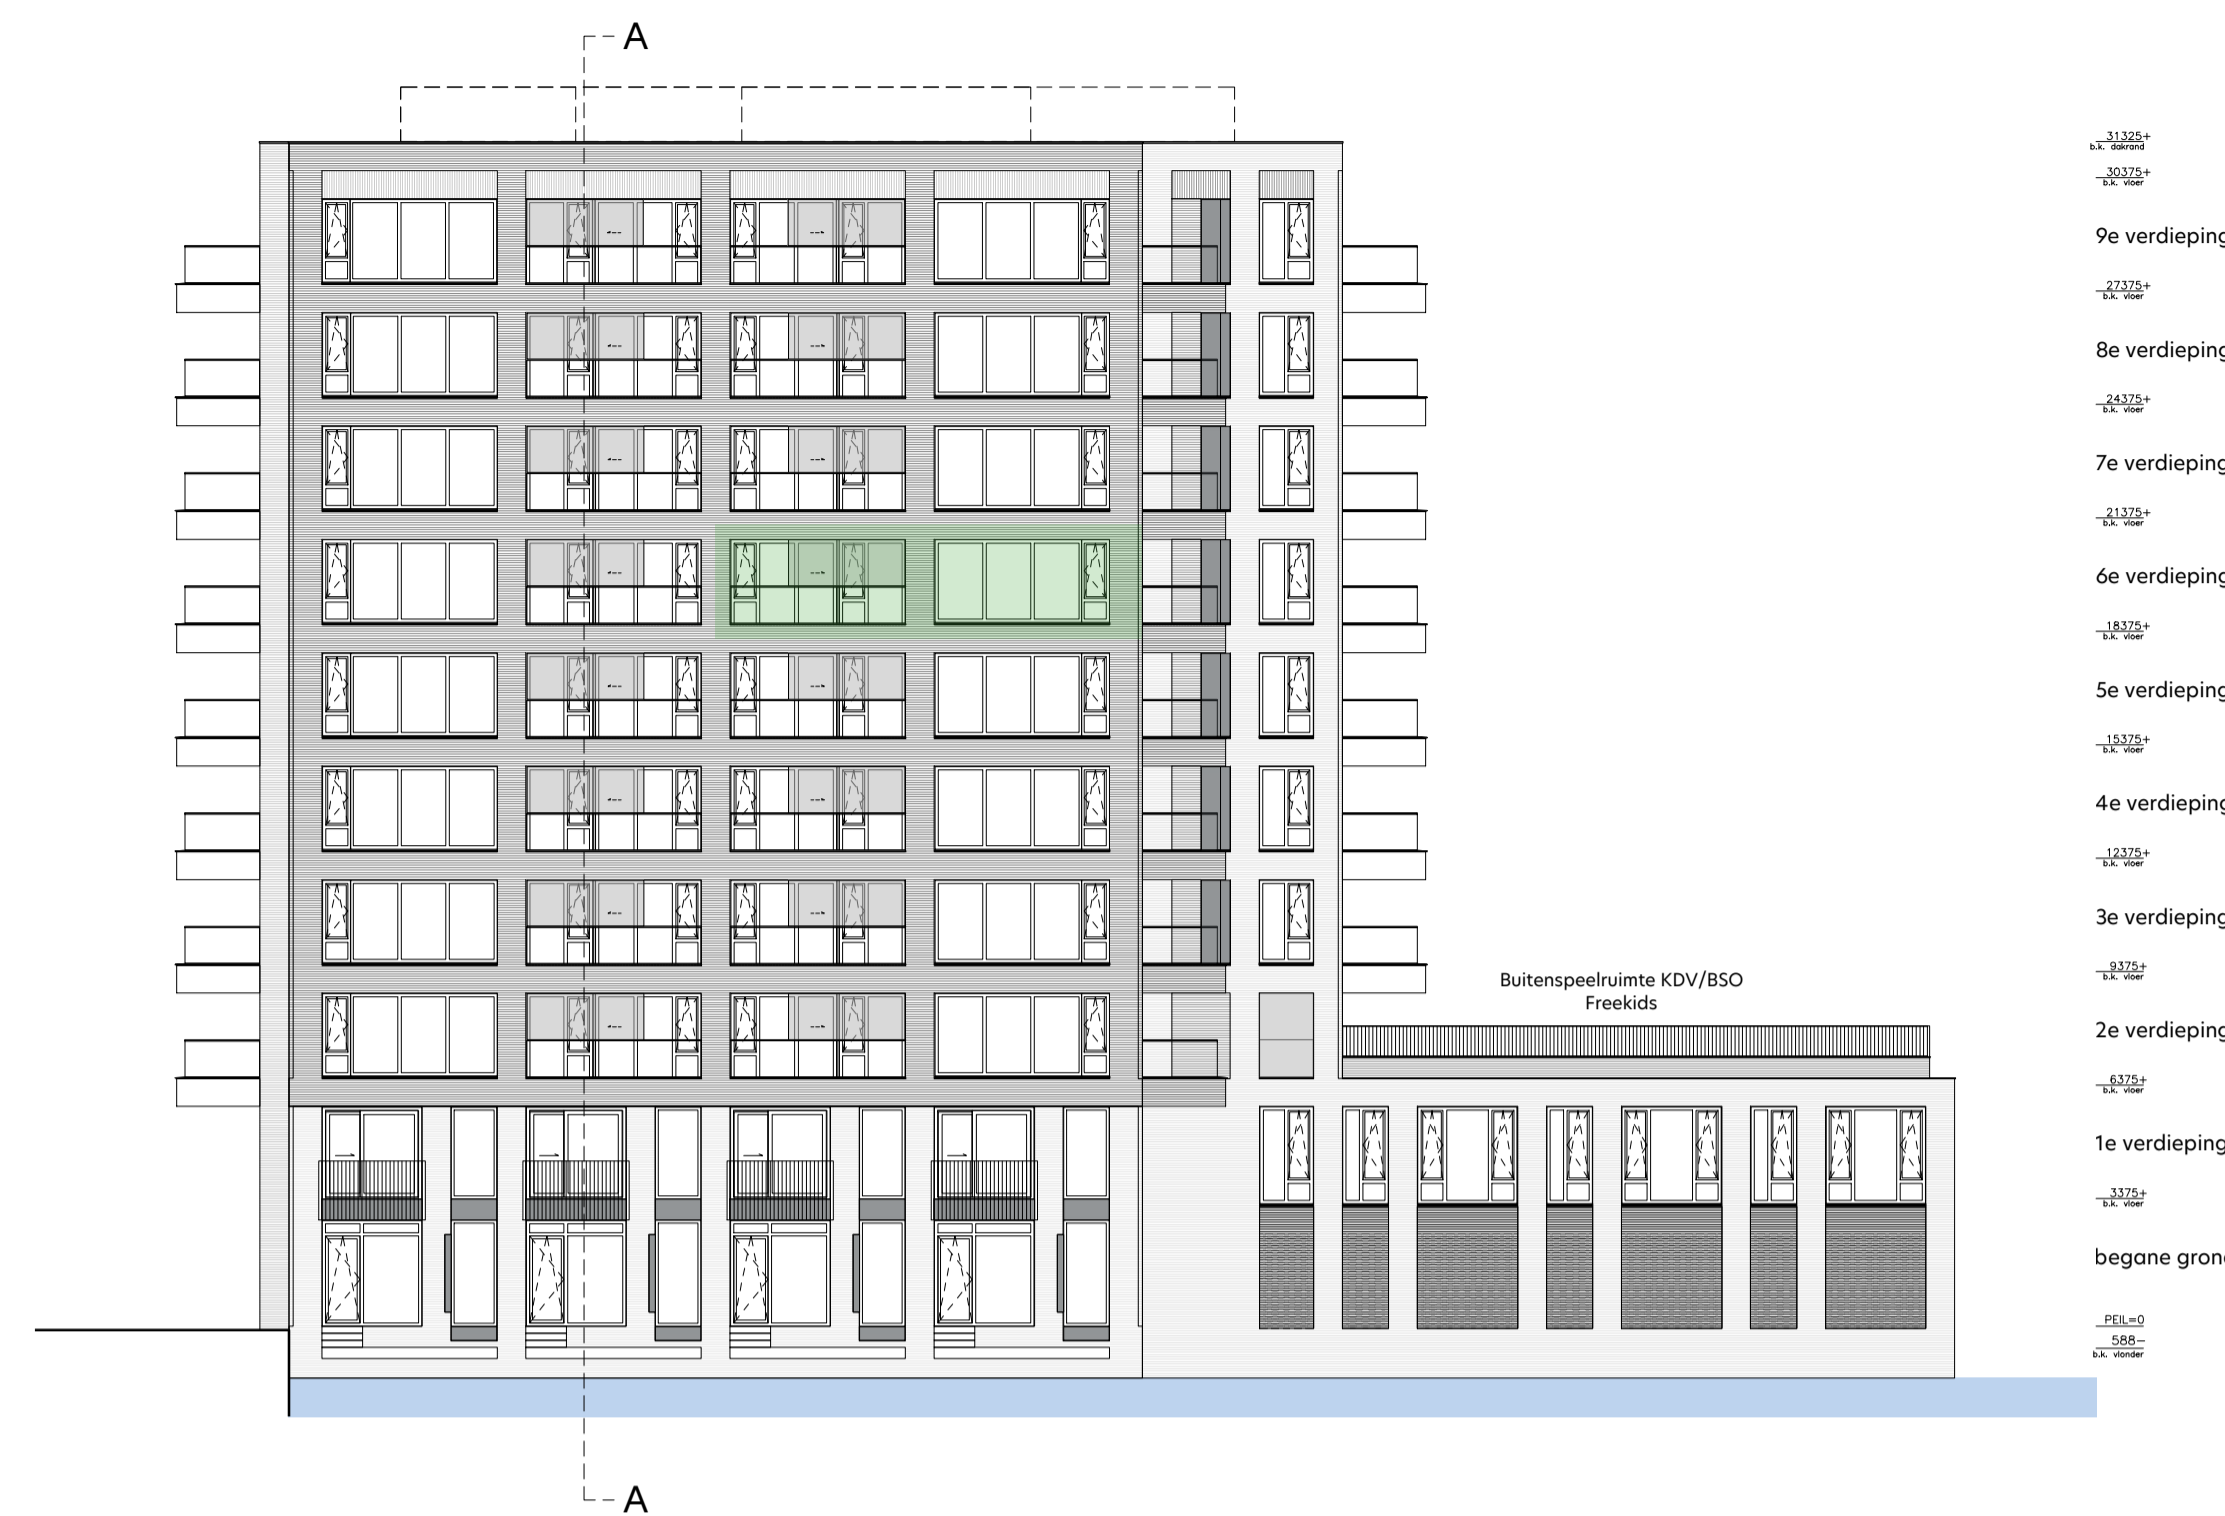 A
31325+
b.k. dakrand
30375+
b.k. vloer
9e verdieping
27375+
b.k. vloer
8e verdieping
24375+
b.k. vloer
7e verdieping
21375+
b.k. vloer
6e verdieping
18375+
b.k. vloer
5e verdieping
15375+
b.k. vloer
4e verdieping
12375+
b.k. vloer
3e verdieping
9375+
b.k. vloer
Buitenspeelruimte KDV/BSO
Freekids
2e verdieping
6375+
b.k. vloer
1e verdieping
3375+
b.k. vloer
begane gron
PEIL=0
588-
b.k. vlonder
A